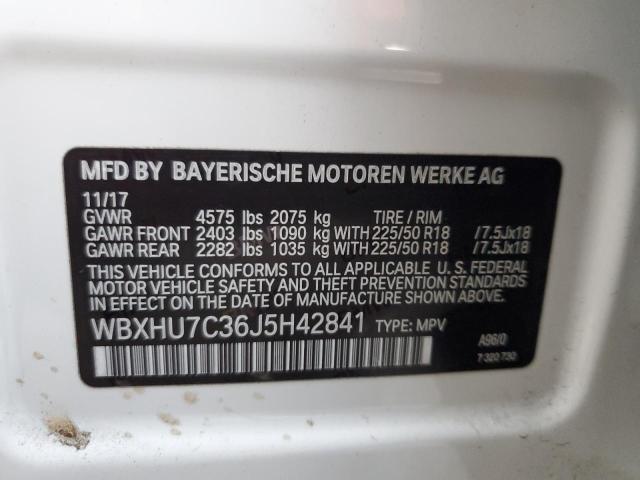 MFD BY BAYERISCHE MOTOREN WERKE AG
11/17
GVWR 4575 lbs 2075 kg TIRE / RIM
GAWR FRONT 2403 lbs 1090 kg WITH 225/50 R18 /7.5Jx18
GAWR REAR 2282 lbs 1035 kg WITH 225/50 R18 /7.5Jx18
THIS VEHICLE CONFORMS TO ALL APPLICABLE U. S. FEDERAL
MOTOR VEHICLE SAFETY AND THEFT PREVENTION STANDARDS
IN EFFECT ON THE DATE OF MANUFACTURE SHOWN ABOVE.
WBXHU7C36J5H42841 TYPE: MPV
A96/0
7 320 730